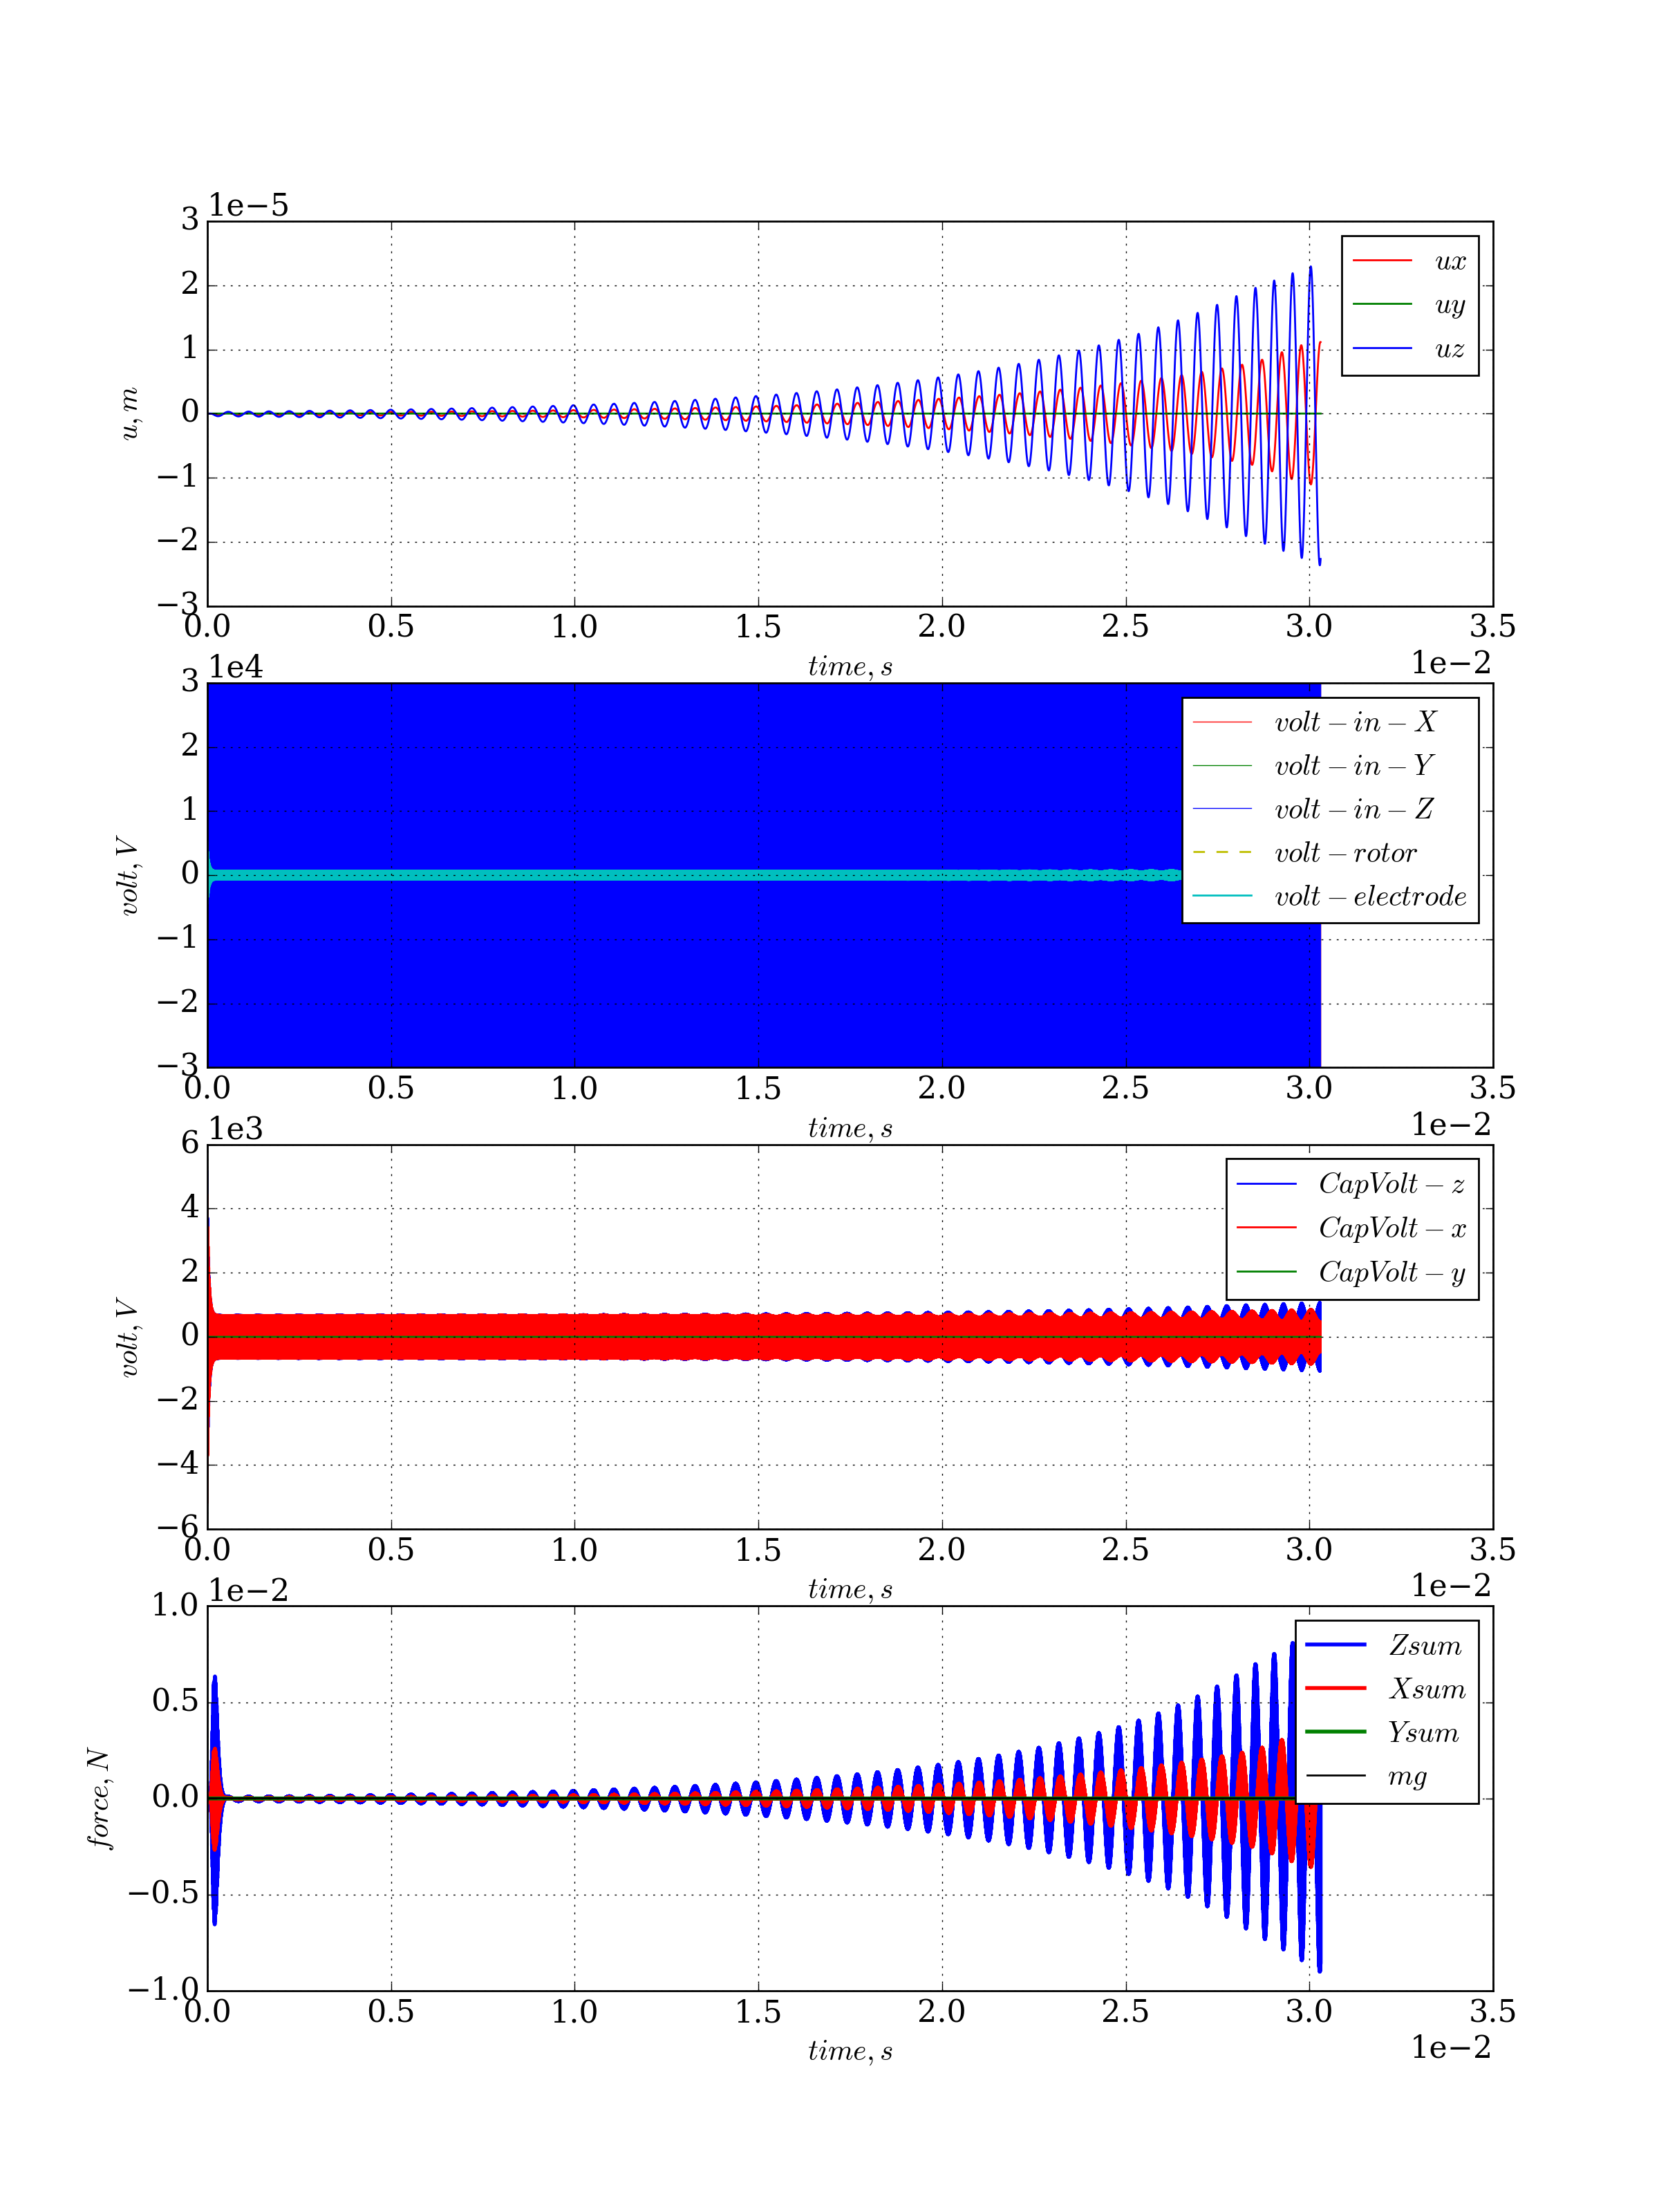 1e−5
3
2
1
0
−1
−2
−3
u, m
ux
uy
uz
0.0 0.5 1.0 1.5 2.0 2.5 3.0 3.5
time, s
1e−2
1e4
3
2
1
0
−1
−2
−3
volt, V
volt − in − X
volt − in − Y
volt − in − Z
volt − rotor
volt − electrode
0.0 0.5 1.0 1.5 2.0 2.5 3.0 3.5
time, s
1e−2
1e3
6
4
2
0
−2
−4
−6
volt, V
CapVolt − z
CapVolt − x
CapVolt − y
0.0 0.5 1.0 1.5 2.0 2.5 3.0 3.5
time, s
1e−2
1e−2
1.0
0.5
0.0
−0.5
−1.0
force, N
Zsum
Xsum
Ysum
mg
0.0 0.5 1.0 1.5 2.0 2.5 3.0 3.5
time, s
1e−2